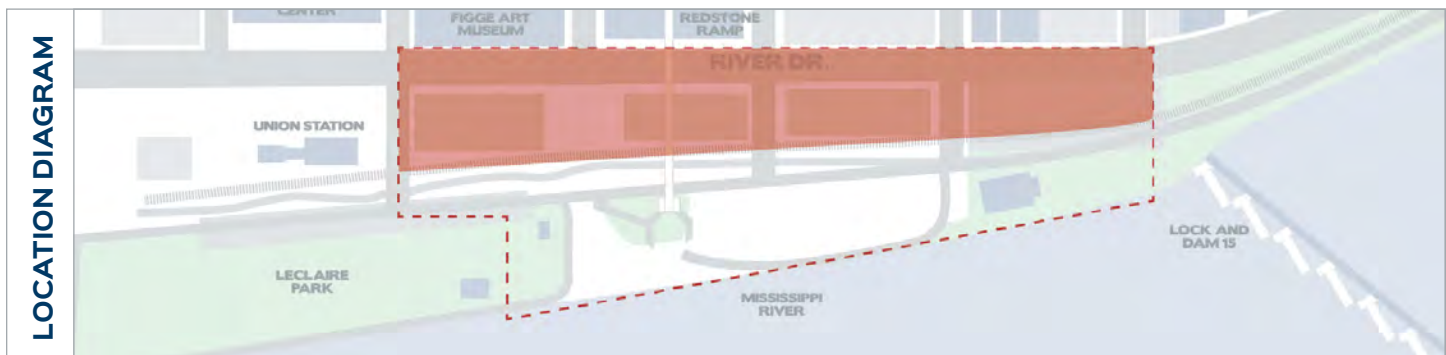 LOCATION DIAGRAM
CENTER
FIGGE ART
MUSEUM
REDSTONE
RAMP
RIVER DR.
UNION STATION
LECLAIRE
PARK
MISSISSIPPI
RIVER
LOCK AND
DAM 15